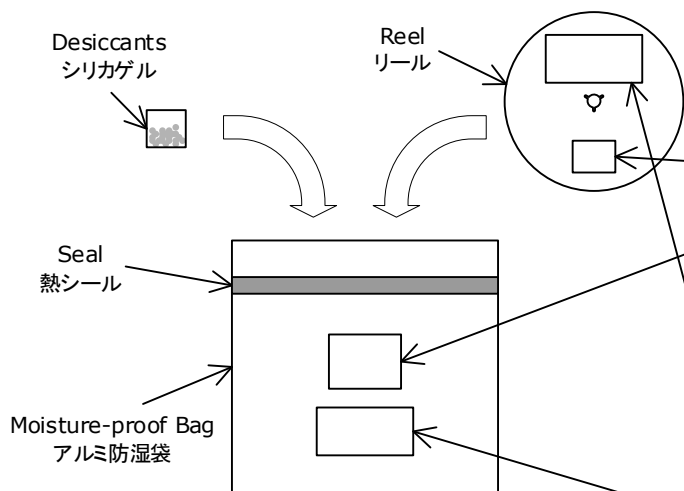 Desiccants
シリカゲル
Reel
リール
Seal
熱シール
Moisture-proof Bag
アルミ防湿袋